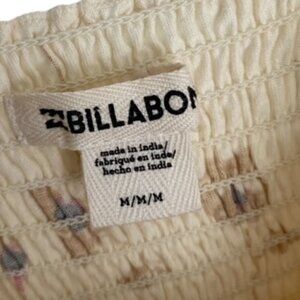 BILLABON
made in india/
fabriqué en inde/
hecho en india
M/M/M